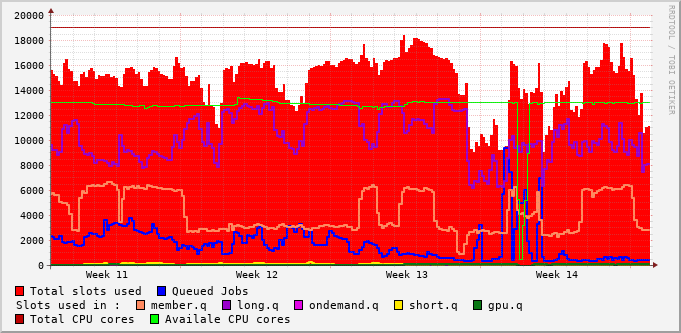 20000
18000
16000
14000
12000
10000
8000
6000
4000
2000
0
Week 11 Week 12 Week 13 Week 14
RRDTOOL / TOBI OETIKER
Total slots used Queued Jobs
Slots used in : member.q long.q ondemand.q short.q gpu.q
Total CPU cores Availale CPU cores